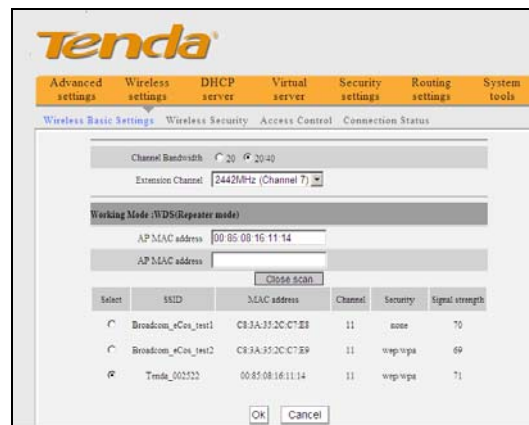 Tenda
Advanced settings Wireless settings DHCP server Virtual server Security settings Routing settings System tools
Wireless Basic Settings Wireless Security Access Control Connection Status
Channel Bandwidth 20 20/40
Extension Channel 2442MHz (Channel 7)
Working Mode :WDS(Repeater mode)
AP MAC address 00:85:08:16:11:14
AP MAC address
Close scan
Select SSID MAC address Channel Security Signal strength
Broadcom_eCos_test1 C8:3A:35:2C:C7:E8 11 none 70
Broadcom_eCos_test2 C8:3A:35:2C:C7:E9 11 wep/wpa 69
Tenda_002522 00:85:08:16:11:14 11 wep/wpa 71
Ok Cancel